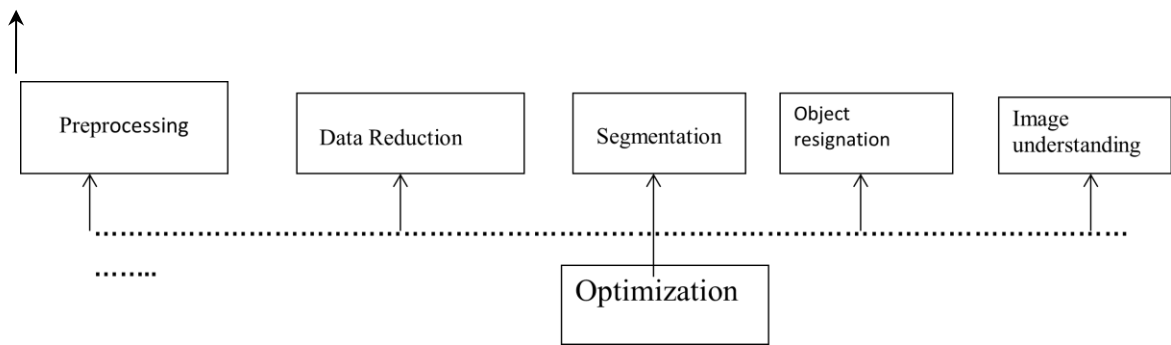 Preprocessing
Data Reduction
Segmentation
Object
resignation
Image
understanding
Optimization